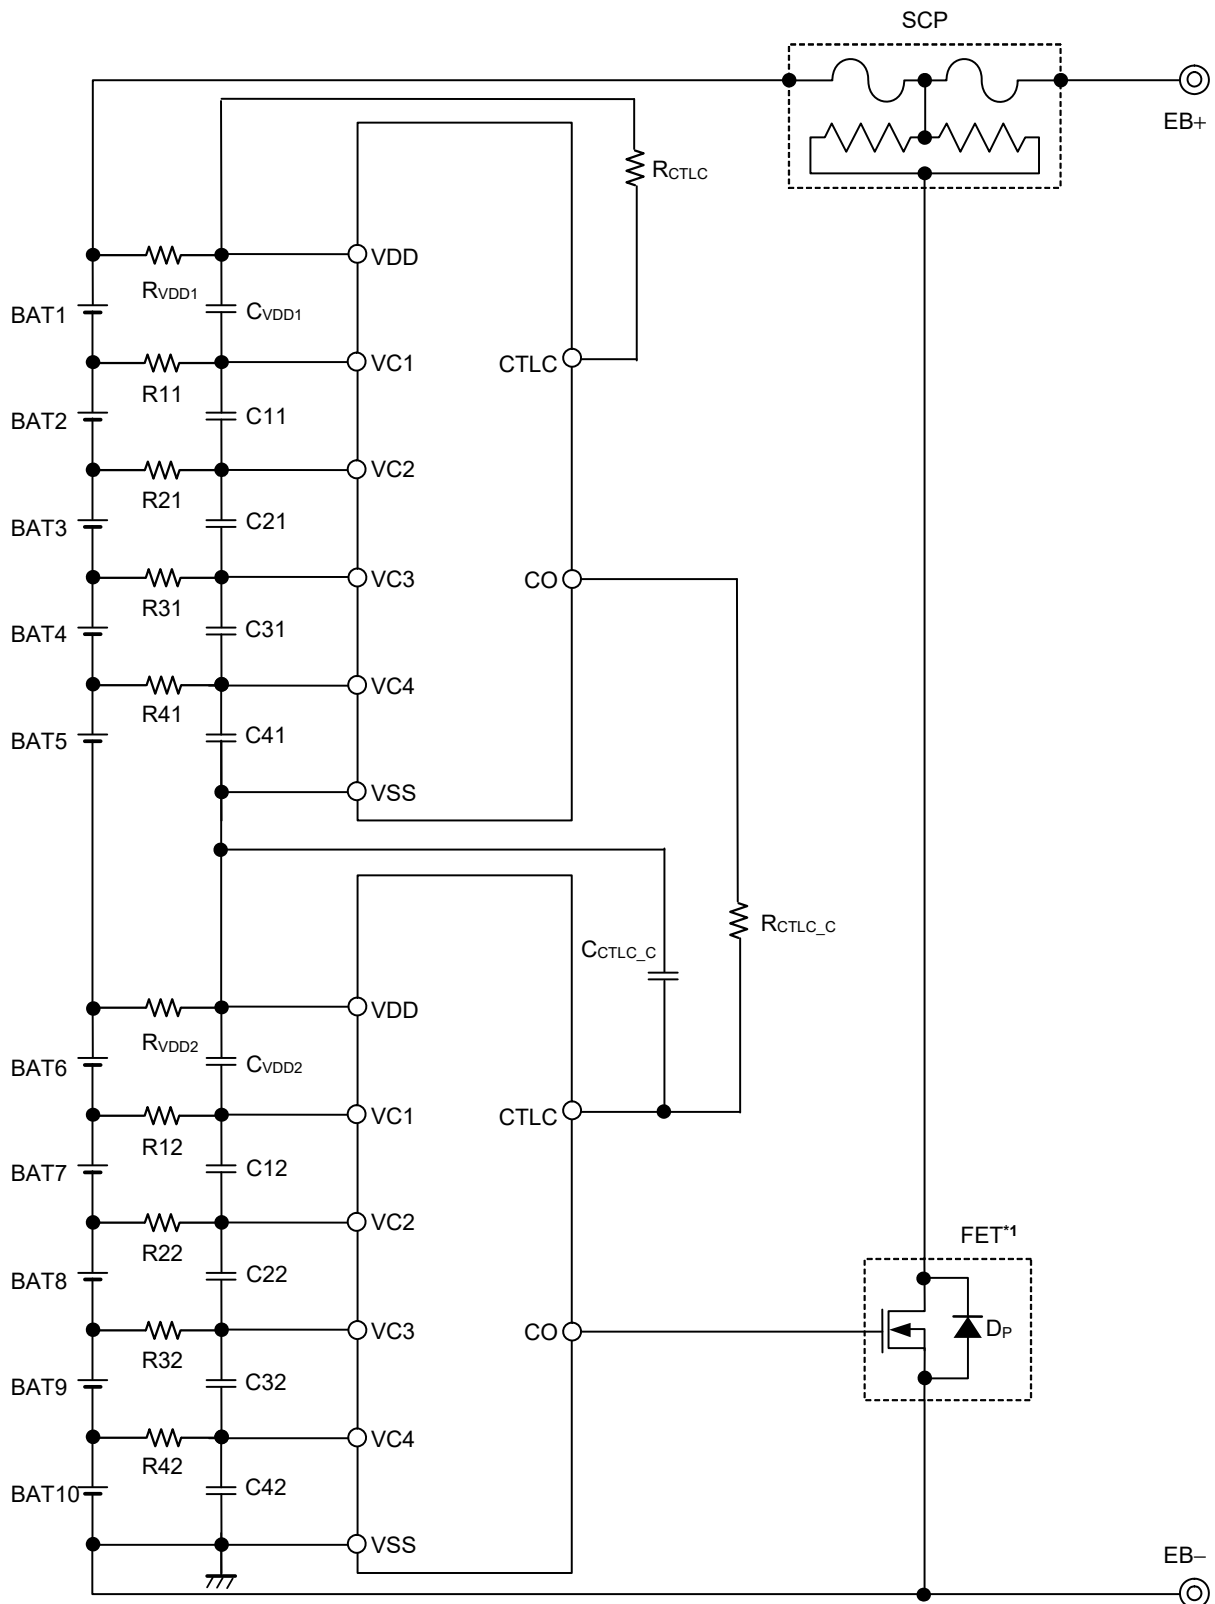 SCP
EB+
RCTLC
VDD
RVDD1
BAT1
CVDD1
VC1
CTLC
R11
BAT2
C11
VC2
R21
BAT3
C21
VC3
CO
R31
BAT4
C31
VC4
R41
BAT5
C41
VSS
RCTLC_C
CCTLC_C
VDD
RVDD2
BAT6
CVDD2
VC1
CTLC
R12
BAT7
C12
VC2
FET*1
R22
BAT8
C22
VC3
CO
DP
R32
BAT9
C32
VC4
R42
BAT10
C42
VSS
EB−